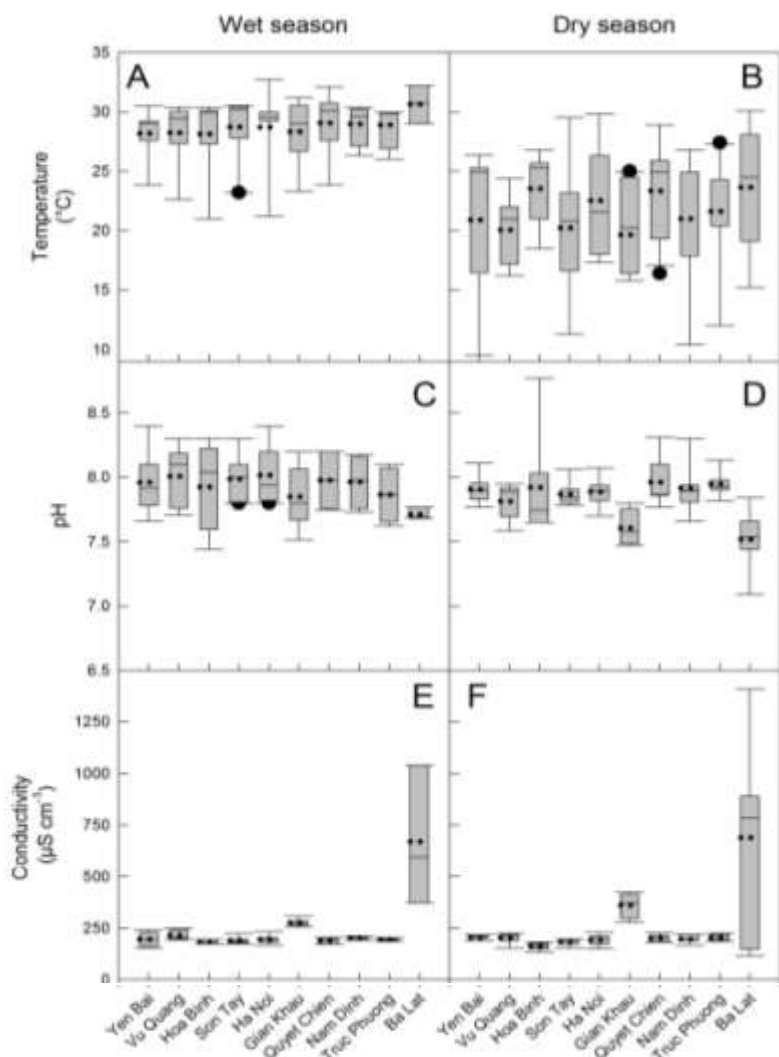 Wet season
Dry season
A
B
35
30
25
20
15
10
Temperature
(°C)
C
D
8.5
8.0
7.5
7.0
6.5
pH
E
F
1250
1000
750
500
250
0
Conductivity
(µS cm⁻¹)
Yen Bai
Vu Quang
Hoa Binh
Son Tay
Ha Noi
Gian Khau
Quyet Chien
Nam Dinh
Truc Phuong
Ba Lat
Yen Bai
Vu Quang
Hoa Binh
Son Tay
Ha Noi
Gian Khau
Quyet Chien
Nam Dinh
Truc Phuong
Ba Lat